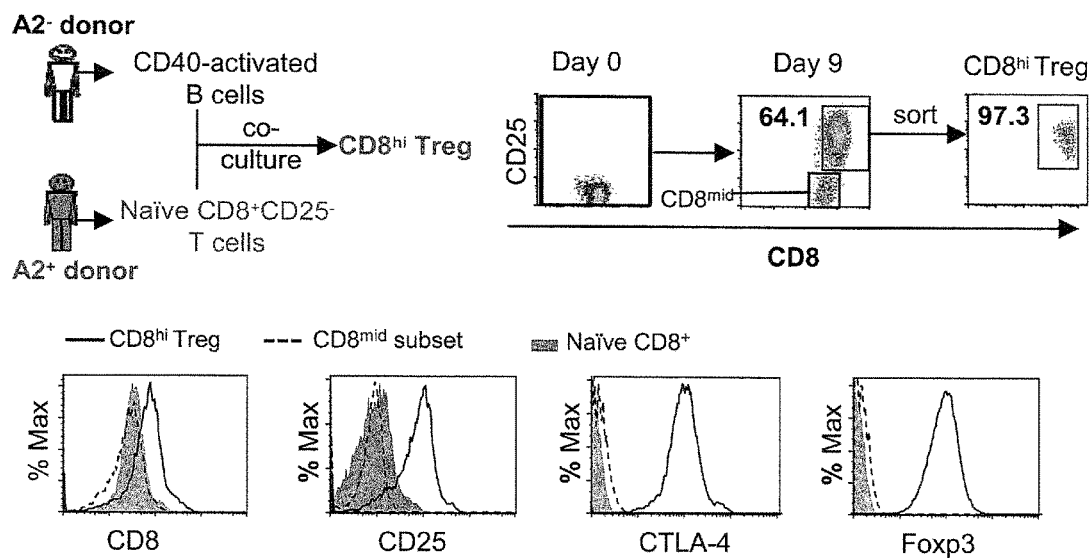 A2- donor
CD40-activated
B cells
co-
culture
CD8hi Treg
Naïve CD8+CD25-
T cells
A2+ donor
Day 0
Day 9
CD8hi Treg
CD25
64.1
sort
97.3
CD8mid
CD8
CD8hi Treg
CD8mid subset
Naïve CD8+
% Max
% Max
% Max
% Max
CD8
CD25
CTLA-4
Foxp3